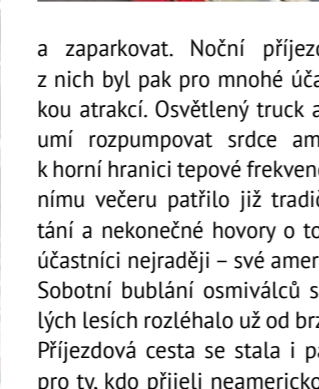 a zaparkovat. Noční příjezd
z nich byl pak pro mnohé úča
kou atrakcí. Osvětlený truck a
umí rozpumpovat srdce am
k horní hranici tepové frekvenc
nímu večeru patřilo již tradič
tání a nekonečné hovory o to
účastníci nejraději – své amer
Sobotní bublání osmiválců s
lých lesích rozléhalo už od brz
Příjezdová cesta se stala i pa
pro ty, kdo přijeli neamericko